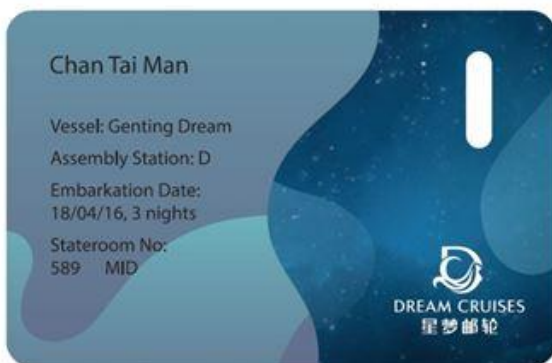 Chan Tai Man
Vessel: Genting Dream
Assembly Station: D
Embarkation Date:
18/04/16, 3 nights
Stateroom No:
589 MID
DREAM CRUISES
星梦邮轮